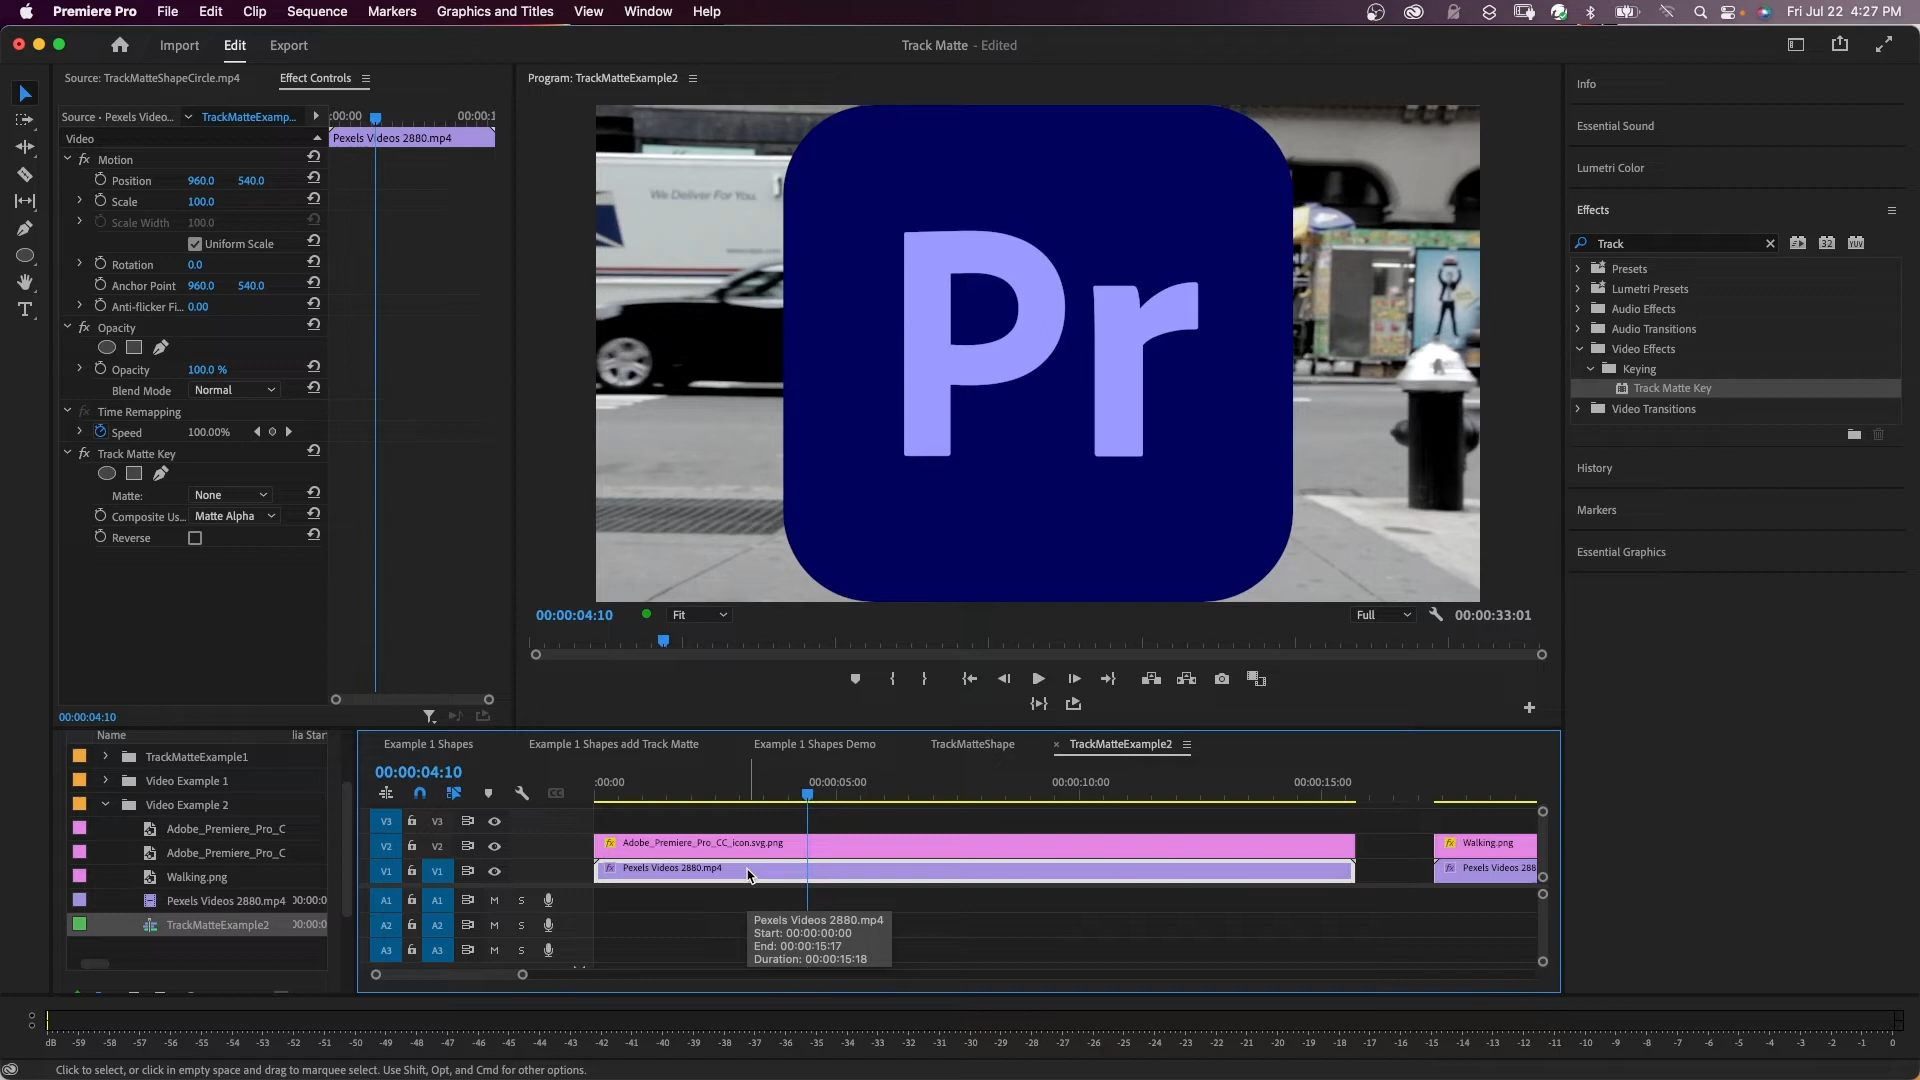 Premiere Pro File Edit Clip Sequence Markers Graphics and Titles View Window Help Fri Jul 22 4:27 PM
Import Edit Export Track Matte - Edited
Source: TrackMatteShapeCircle.mp4 Effect Controls Program: TrackMatteExample2
Source • Pexels Video... TrackMatteExamp... :00:00 00:00:1
Video Pexels Videos 2880.mp4
Motion
Position 960.0 540.0
Scale 100.0
Scale Width 100.0
Uniform Scale
Rotation 0.0
Anchor Point 960.0 540.0
Anti-flicker Fi... 0.00
Opacity
Opacity 100.0 %
Blend Mode Normal
Time Remapping
Speed 100.00%
Track Matte Key
Matte: None
Composite Us... Matte Alpha
Reverse
00:00:04:10
We Deliver For You.
Pr
00:00:04:10 Fit Full 00:00:33:01
Info
Essential Sound
Lumetri Color
Effects
Track 32 YUV
Presets
Lumetri Presets
Audio Effects
Audio Transitions
Video Effects
Keying
Track Matte Key
Video Transitions
History
Markers
Essential Graphics
Name lia Star
TrackMatteExample1
Video Example 1
Video Example 2
Adobe_Premiere_Pro_C
Adobe_Premiere_Pro_C
Walking.png
Pexels Videos 2880.mp4 00:00:0
TrackMatteExample2 00:00:0
Example 1 Shapes Example 1 Shapes add Track Matte Example 1 Shapes Demo TrackMatteShape × TrackMatteExample2
00:00:04:10 :00:00 00:00:05:00 00:00:10:00 00:00:15:00
CC
V3 V3
V2 V2 fx Adobe_Premiere_Pro_CC_icon.svg.png fx Walking.png
V1 V1 fx Pexels Videos 2880.mp4 fx Pexels Videos 288
A1 A1 M S
A2 A2 M S
A3 A3 M S
Pexels Videos 2880.mp4
Start: 00:00:00:00
End: 00:00:15:17
Duration: 00:00:15:18
dB -59 -58 -57 -56 -55 -54 -53 -52 -51 -50 -49 -48 -47 -46 -45 -44 -43 -42 -41 -40 -39 -38 -37 -36 -35 -34 -33 -32 -31 -30 -29 -28 -27 -26 -25 -24 -23 -22 -21 -20 -19 -18 -17 -16 -15 -14 -13 -12 -11 -10 -9 -8 -7 -6 -5 -4 -3 -2 -1 0
Click to select, or click in empty space and drag to marquee select. Use Shift, Opt, and Cmd for other options.